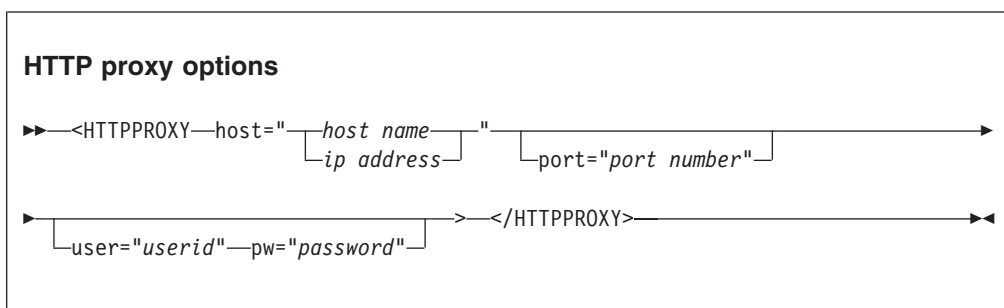 HTTP proxy options
<HTTPPROXY host=" host name "
ip address
port="port number"
user="userid" pw="password" > </HTTPPROXY>